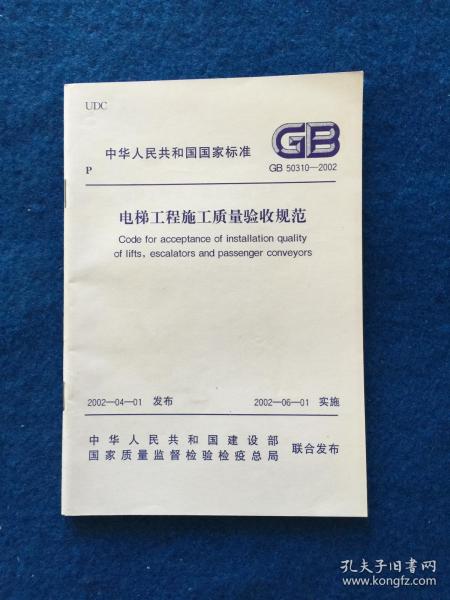 UDC
中华人民共和国国家标准
GB
P
GB 50310—2002
电梯工程施工质量验收规范
Code for acceptance of installation quality
of lifts, escalators and passenger conveyors
2002—04—01 发布
2002—06—01 实施
中华人民共和国建设部
国家质量监督检验检疫总局
联合发布
孔夫子旧书网
www.kongfz.com